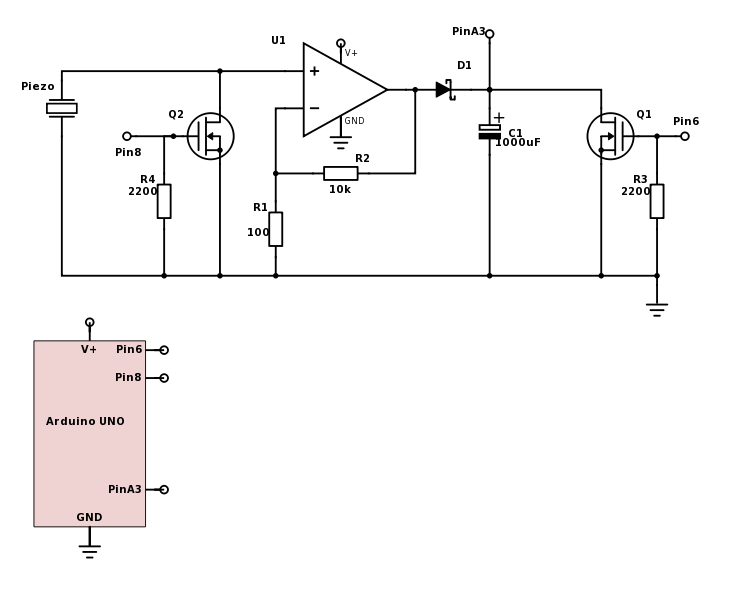 PinA3
U1
V+
+
D1
Piezo
−
Q2
Pin8
GND
+
C1
1000uF
Q1
Pin6
R2
10k
R4
2200
R3
2200
R1
100
V+
Pin6
Pin8
Arduino UNO
PinA3
GND